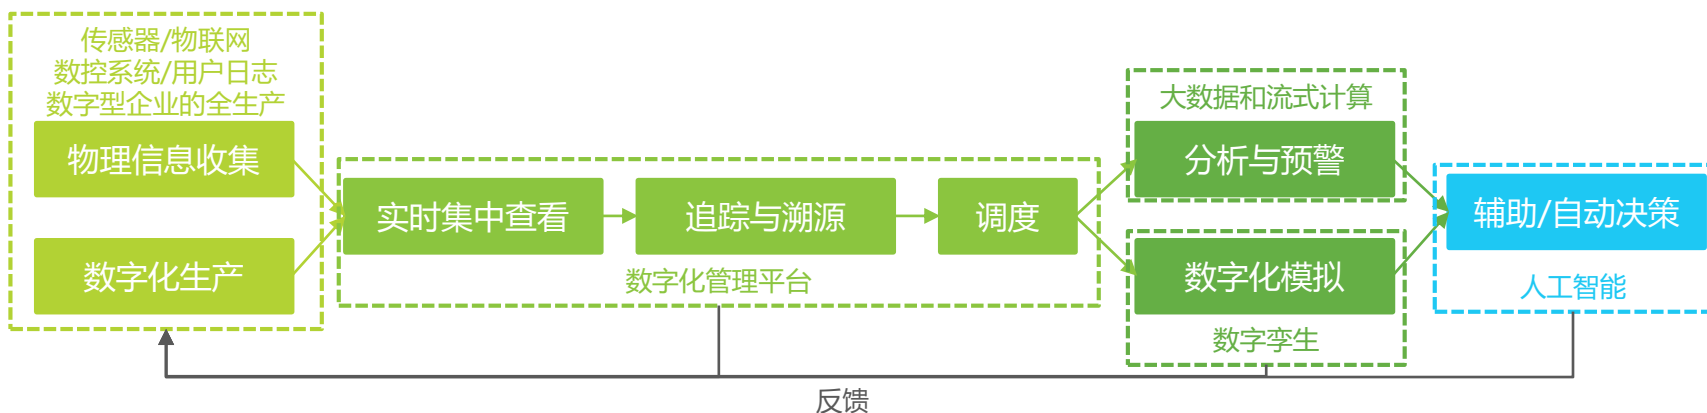 传感器/物联网
数控系统/用户日志
数字型企业的全生产
物理信息收集
数字化生产
实时集中查看
追踪与溯源
调度
数字化管理平台
大数据和流式计算
分析与预警
数字化模拟
数字孪生
辅助/自动决策
人工智能
反馈